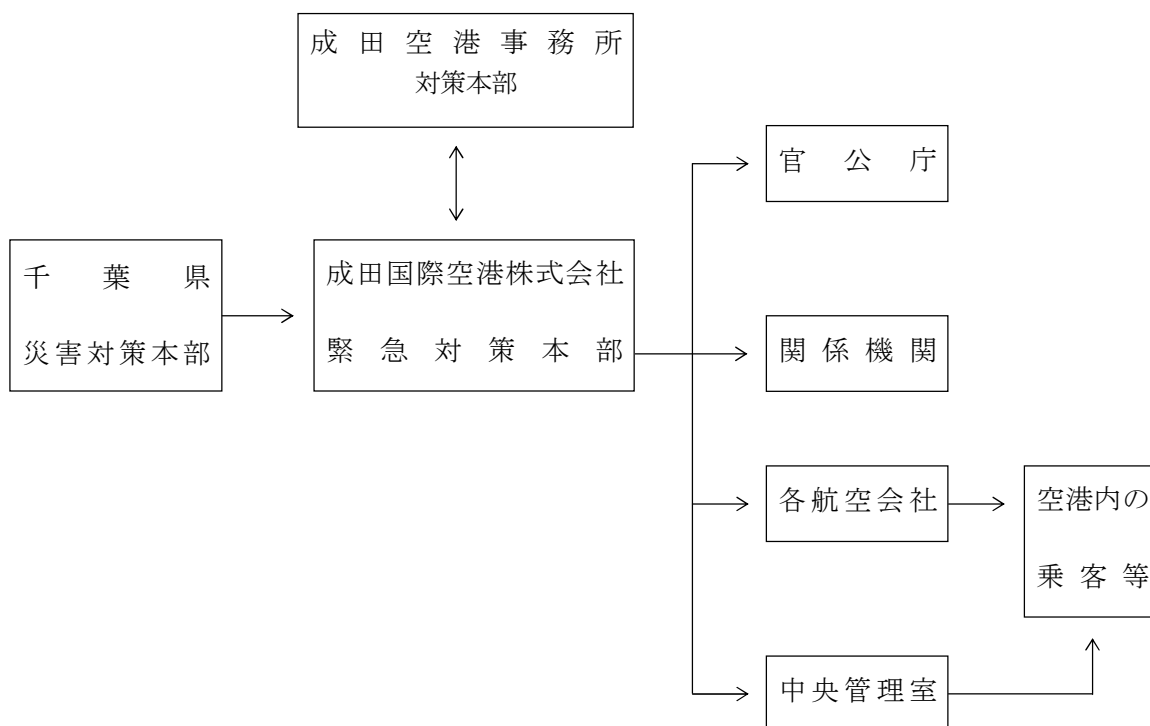 成田空港事務所
対策本部
官公庁
千葉県
災害対策本部
成田国際空港株式会社
緊急対策本部
関係機関
各航空会社
空港内の
乗客等
中央管理室